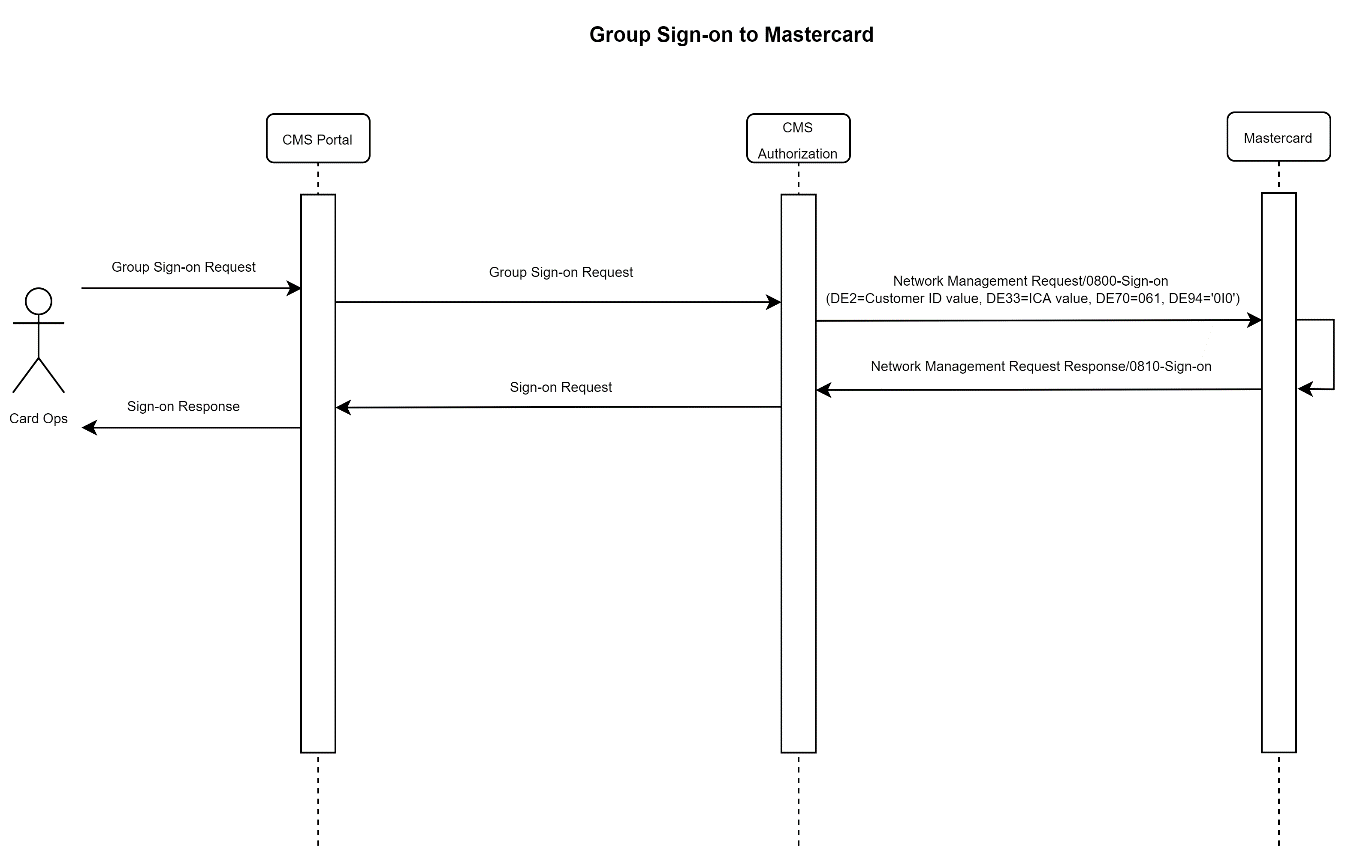 Group Sign-on to Mastercard
CMS Portal
CMS
Authorization
Mastercard
Group Sign-on Request
Group Sign-on Request
Network Management Request/0800-Sign-on
(DE2=Customer ID value, DE33=ICA value, DE70=061, DE94='0I0')
Network Management Request Response/0810-Sign-on
Sign-on Request
Sign-on Response
Card Ops